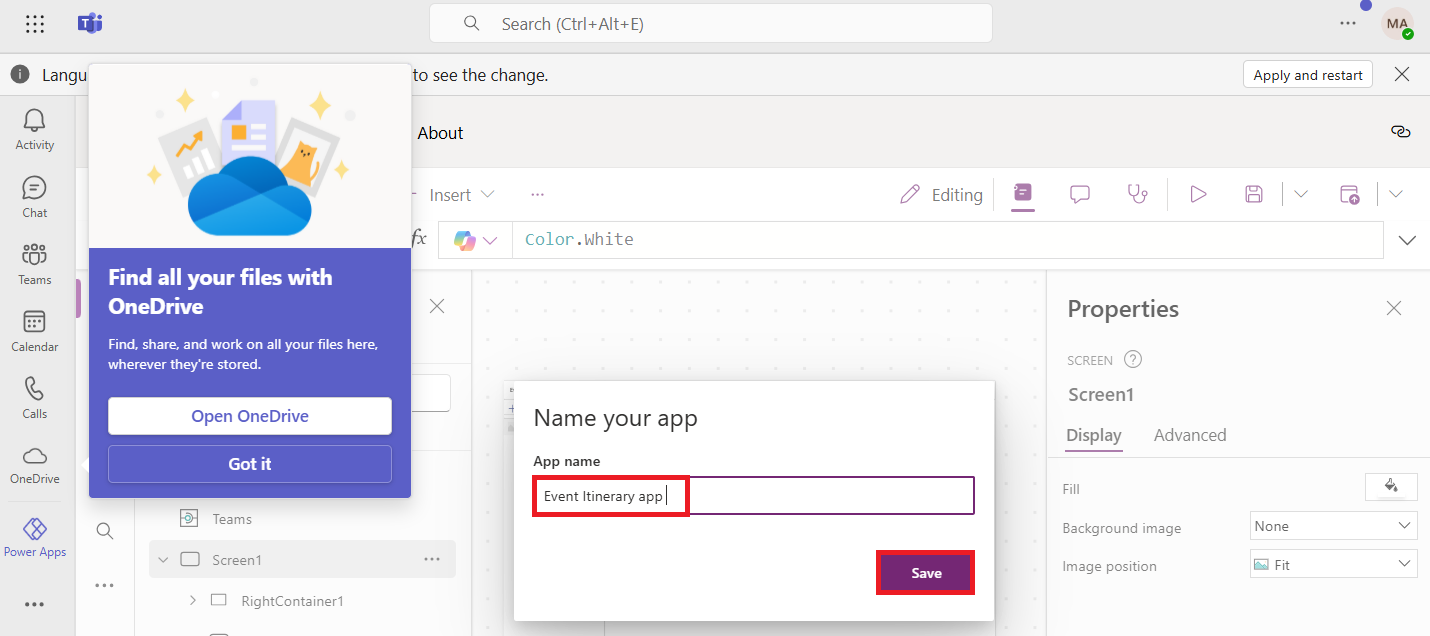 Search (Ctrl+Alt+E)
MA
Langu
to see the change.
Apply and restart
Activity
Chat
Teams
Calendar
Calls
OneDrive
Power Apps
About
Insert
Editing
fx
Color.White
Find all your files with
OneDrive
Find, share, and work on all your files here,
wherever they're stored.
Open OneDrive
Got it
Teams
Screen1
RightContainer1
Name your app
App name
Event Itinerary app
Save
Properties
SCREEN
Screen1
Display Advanced
Fill
Background image None
Image position Fit